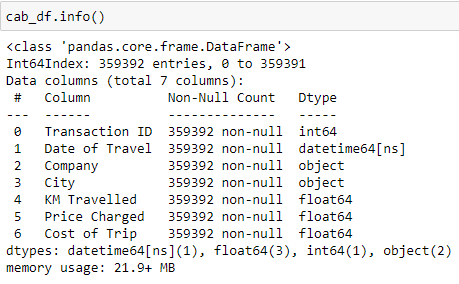 cab_df.info()
<class 'pandas.core.frame.DataFrame'>
Int64Index: 359392 entries, 0 to 359391
Data columns (total 7 columns):
 #   Column          Non-Null Count   Dtype
---  ------          --------------   -----
 0   Transaction ID  359392 non-null  int64
 1   Date of Travel  359392 non-null  datetime64[ns]
 2   Company         359392 non-null  object
 3   City            359392 non-null  object
 4   KM Travelled    359392 non-null  float64
 5   Price Charged   359392 non-null  float64
 6   Cost of Trip    359392 non-null  float64
dtypes: datetime64[ns](1), float64(3), int64(1), object(2)
memory usage: 21.9+ MB